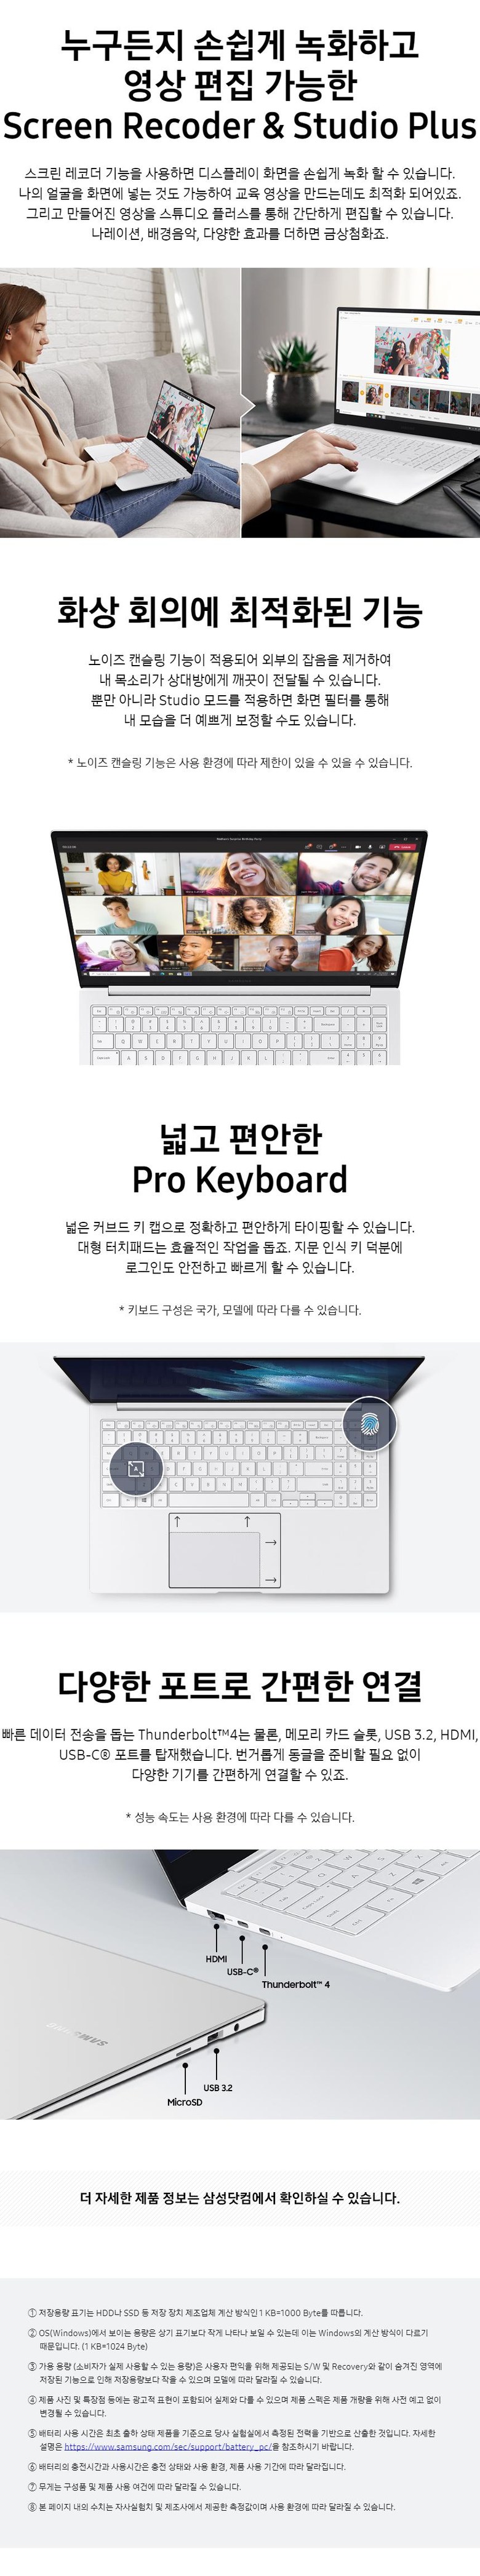 누구든지 손쉽게 녹화하고
영상 편집 가능한
Screen Recoder & Studio Plus
스크린 레코더 기능을 사용하면 디스플레이 화면을 손쉽게 녹화 할 수 있습니다.
나의 얼굴을 화면에 넣는 것도 가능하여 교육 영상을 만드는데도 최적화 되어있죠.
그리고 만들어진 영상을 스튜디오 플러스를 통해 간단하게 편집할 수 있습니다.
나레이션, 배경음악, 다양한 효과를 더하면 금상첨화죠.
화상 회의에 최적화된 기능
노이즈 캔슬링 기능이 적용되어 외부의 잡음을 제거하여
내 목소리가 상대방에게 깨끗이 전달될 수 있습니다.
뿐만 아니라 Studio 모드를 적용하면 화면 필터를 통해
내 모습을 더 예쁘게 보정할 수도 있습니다.
* 노이즈 캔슬링 기능은 사용 환경에 따라 제한이 있을 수 있을 수 있습니다.
넓고 편안한
Pro Keyboard
넓은 커브드 키 캡으로 정확하고 편안하게 타이핑할 수 있습니다.
대형 터치패드는 효율적인 작업을 돕죠. 지문 인식 키 덕분에
로그인도 안전하고 빠르게 할 수 있습니다.
* 키보드 구성은 국가, 모델에 따라 다를 수 있습니다.
다양한 포트로 간편한 연결
빠른 데이터 전송을 돕는 Thunderbolt™4는 물론, 메모리 카드 슬롯, USB 3.2, HDMI,
USB-C® 포트를 탑재했습니다. 번거롭게 동글을 준비할 필요 없이
다양한 기기를 간편하게 연결할 수 있죠.
* 성능 속도는 사용 환경에 따라 다를 수 있습니다.
HDMI
USB-C®
Thunderbolt™ 4
SAMSUNG
USB 3.2
MicroSD
더 자세한 제품 정보는 삼성닷컴에서 확인하실 수 있습니다.
① 저장용량 표기는 HDD나 SSD 등 저장 장치 제조업체 계산 방식인 1 KB=1000 Byte를 따릅니다.
② OS(Windows)에서 보이는 용량은 상기 표기보다 작게 나타나 보일 수 있는데 이는 Windows의 계산 방식이 다르기
때문입니다. (1 KB=1024 Byte)
③ 가용 용량 (소비자가 실제 사용할 수 있는 용량)은 사용자 편익을 위해 제공되는 S/W 및 Recovery와 같이 숨겨진 영역에
저장된 기능으로 인해 저장용량보다 작을 수 있으며 모델에 따라 달라질 수 있습니다.
④ 제품 사진 및 특장점 등에는 광고적 표현이 포함되어 실제와 다를 수 있으며 제품 스펙은 제품 개량을 위해 사전 예고 없이
변경될 수 있습니다.
⑤ 배터리 사용 시간은 최초 출하 상태 제품을 기준으로 당사 실험실에서 측정된 전력을 기반으로 산출한 것입니다. 자세한
설명은 https://www.samsung.com/sec/support/battery_pc/을 참조하시기 바랍니다.
⑥ 배터리의 충전시간과 사용시간은 충전 상태와 사용 환경, 제품 사용 기간에 따라 달라집니다.
⑦ 무게는 구성품 및 제품 사용 여건에 따라 달라질 수 있습니다.
⑧ 본 페이지 내의 수치는 자사실험치 및 제조사에서 제공한 측정값이며 사용 환경에 따라 달라질 수 있습니다.